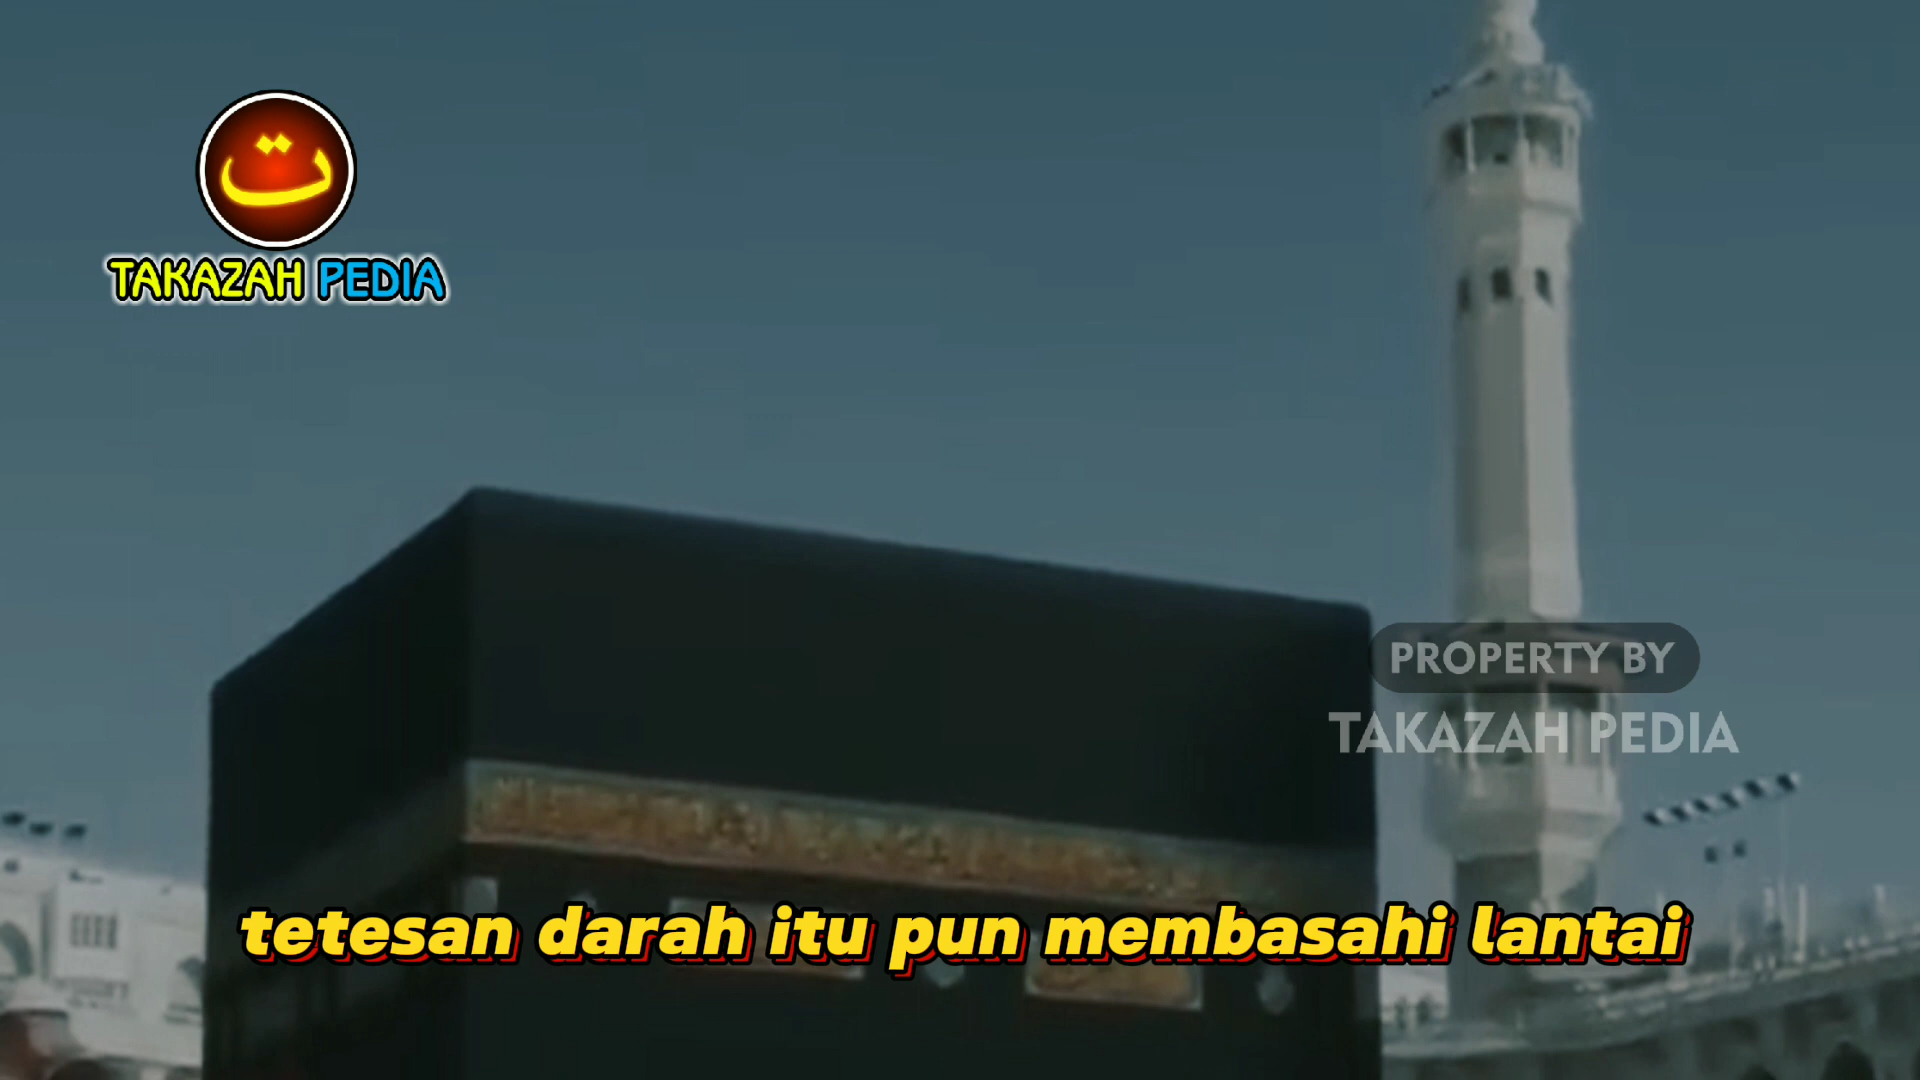 ت
TAKAZAH PEDIA
PROPERTY BY
TAKAZAH PEDIA
tetesan darah itu pun membasahi lantai